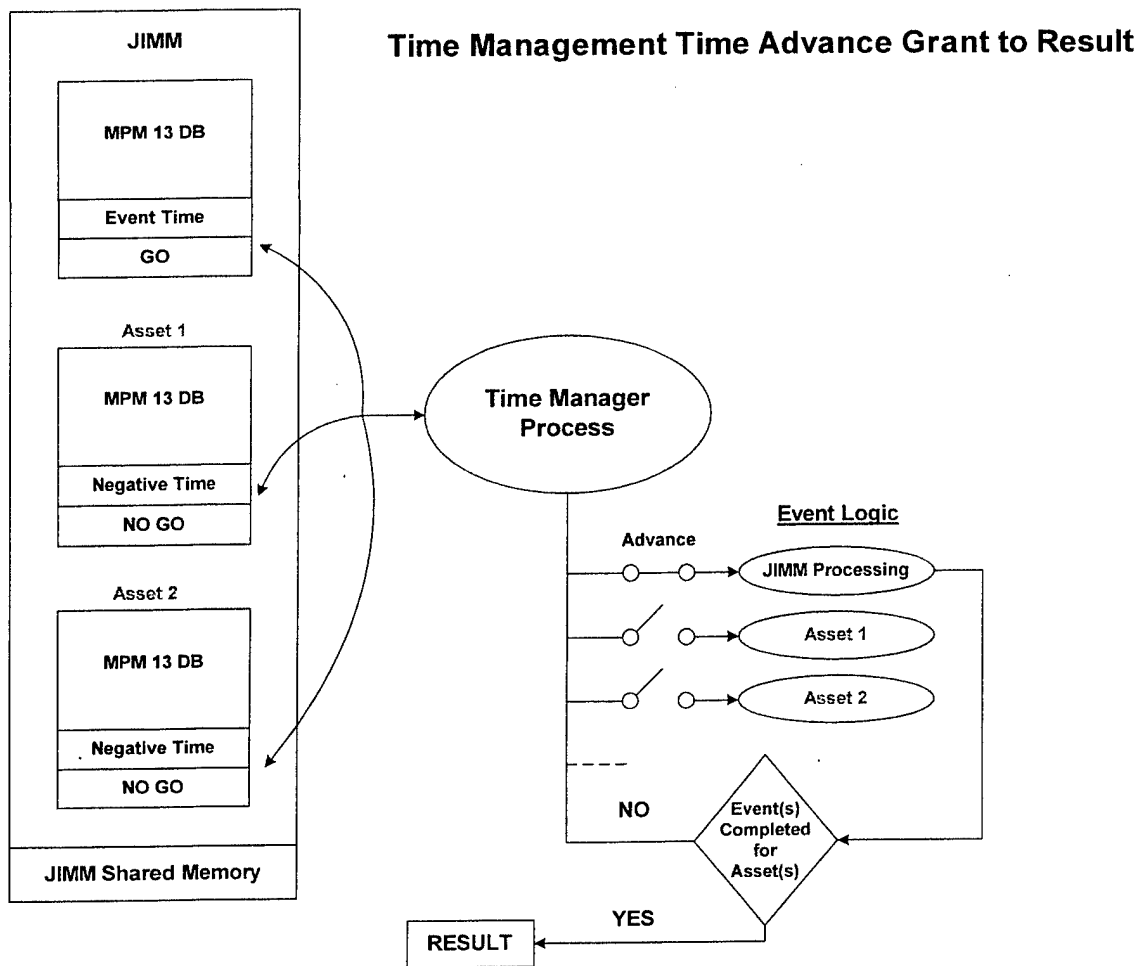 JIMM
Time Management Time Advance Grant to Result
MPM 13 DB
Event Time
GO
Asset 1
MPM 13 DB
Negative Time
NO GO
Asset 2
MPM 13 DB
Negative Time
NO GO
JIMM Shared Memory
Time Manager
Process
Event Logic
Advance
JIMM Processing
Asset 1
Asset 2
NO
Event(s)
Completed
for
Asset(s)
YES
RESULT